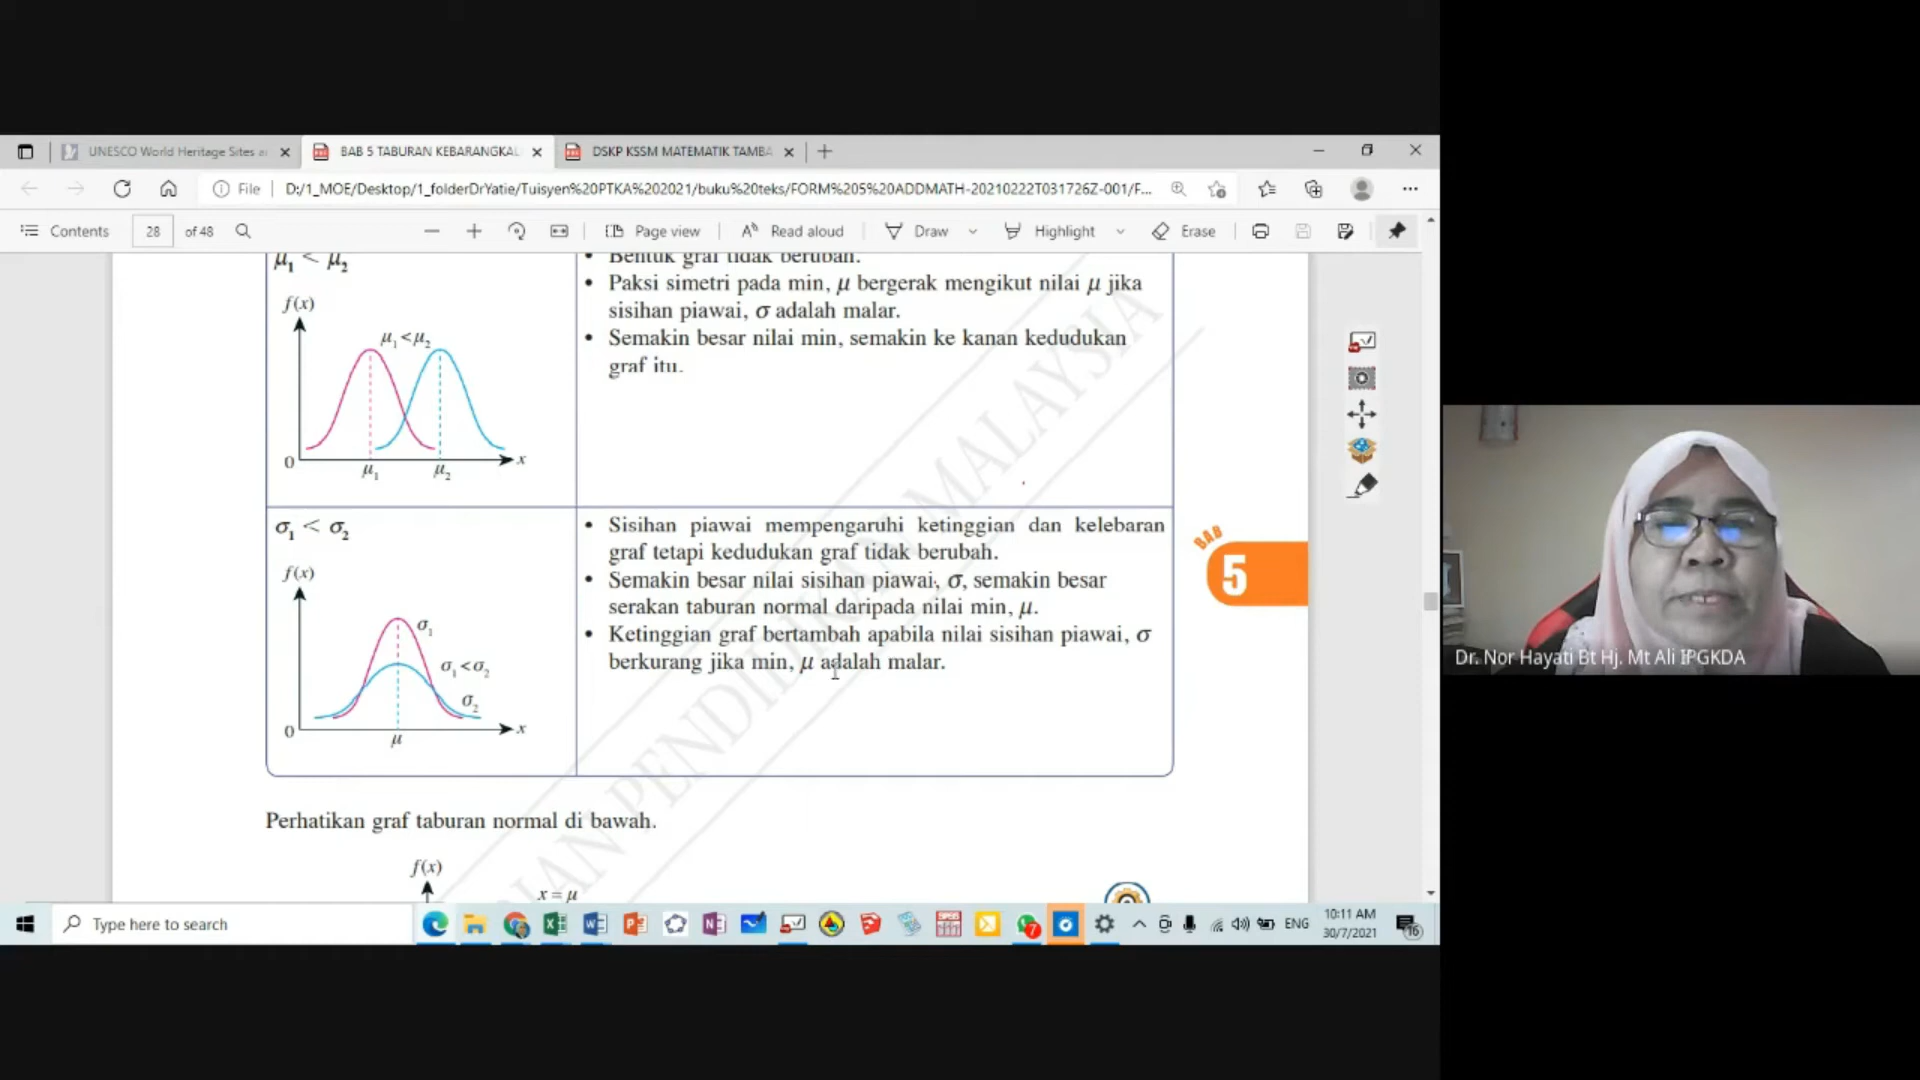 UNESCO World Heritage Sites a
BAB 5 TABURAN KEBARANGKAL
DSKP KSSM MATEMATIK TAMBA
File
D:/1_MOE/Desktop/1_folderDrYatie/Tuisyen%20PTKA%202021/buku%20teks/FORM%205%20ADDMATH-20210222T031726Z-001/F...
Contents
28
of 48
Page view
Read aloud
Draw
Highlight
Erase
μ1 < μ2
• Bentuk graf tidak berubah.
• Paksi simetri pada min, μ bergerak mengikut nilai μ jika
sisihan piawai, σ adalah malar.
• Semakin besar nilai min, semakin ke kanan kedudukan
graf itu.
f(x)
μ1<μ2
0
μ1
μ2
x
σ1 < σ2
• Sisihan piawai mempengaruhi ketinggian dan kelebaran
graf tetapi kedudukan graf tidak berubah.
• Semakin besar nilai sisihan piawai, σ, semakin besar
serakan taburan normal daripada nilai min, μ.
• Ketinggian graf bertambah apabila nilai sisihan piawai, σ
berkurang jika min, μ adalah malar.
f(x)
σ1
σ1<σ2
σ2
0
μ
x
BAB
5
Perhatikan graf taburan normal di bawah.
f(x)
x = μ
PENDIDIKAN MALAYSIA
Dr. Nor Hayati Bt Hj. Mt Ali IPGKDA
Type here to search
7
ENG
10:11 AM
30/7/2021
16